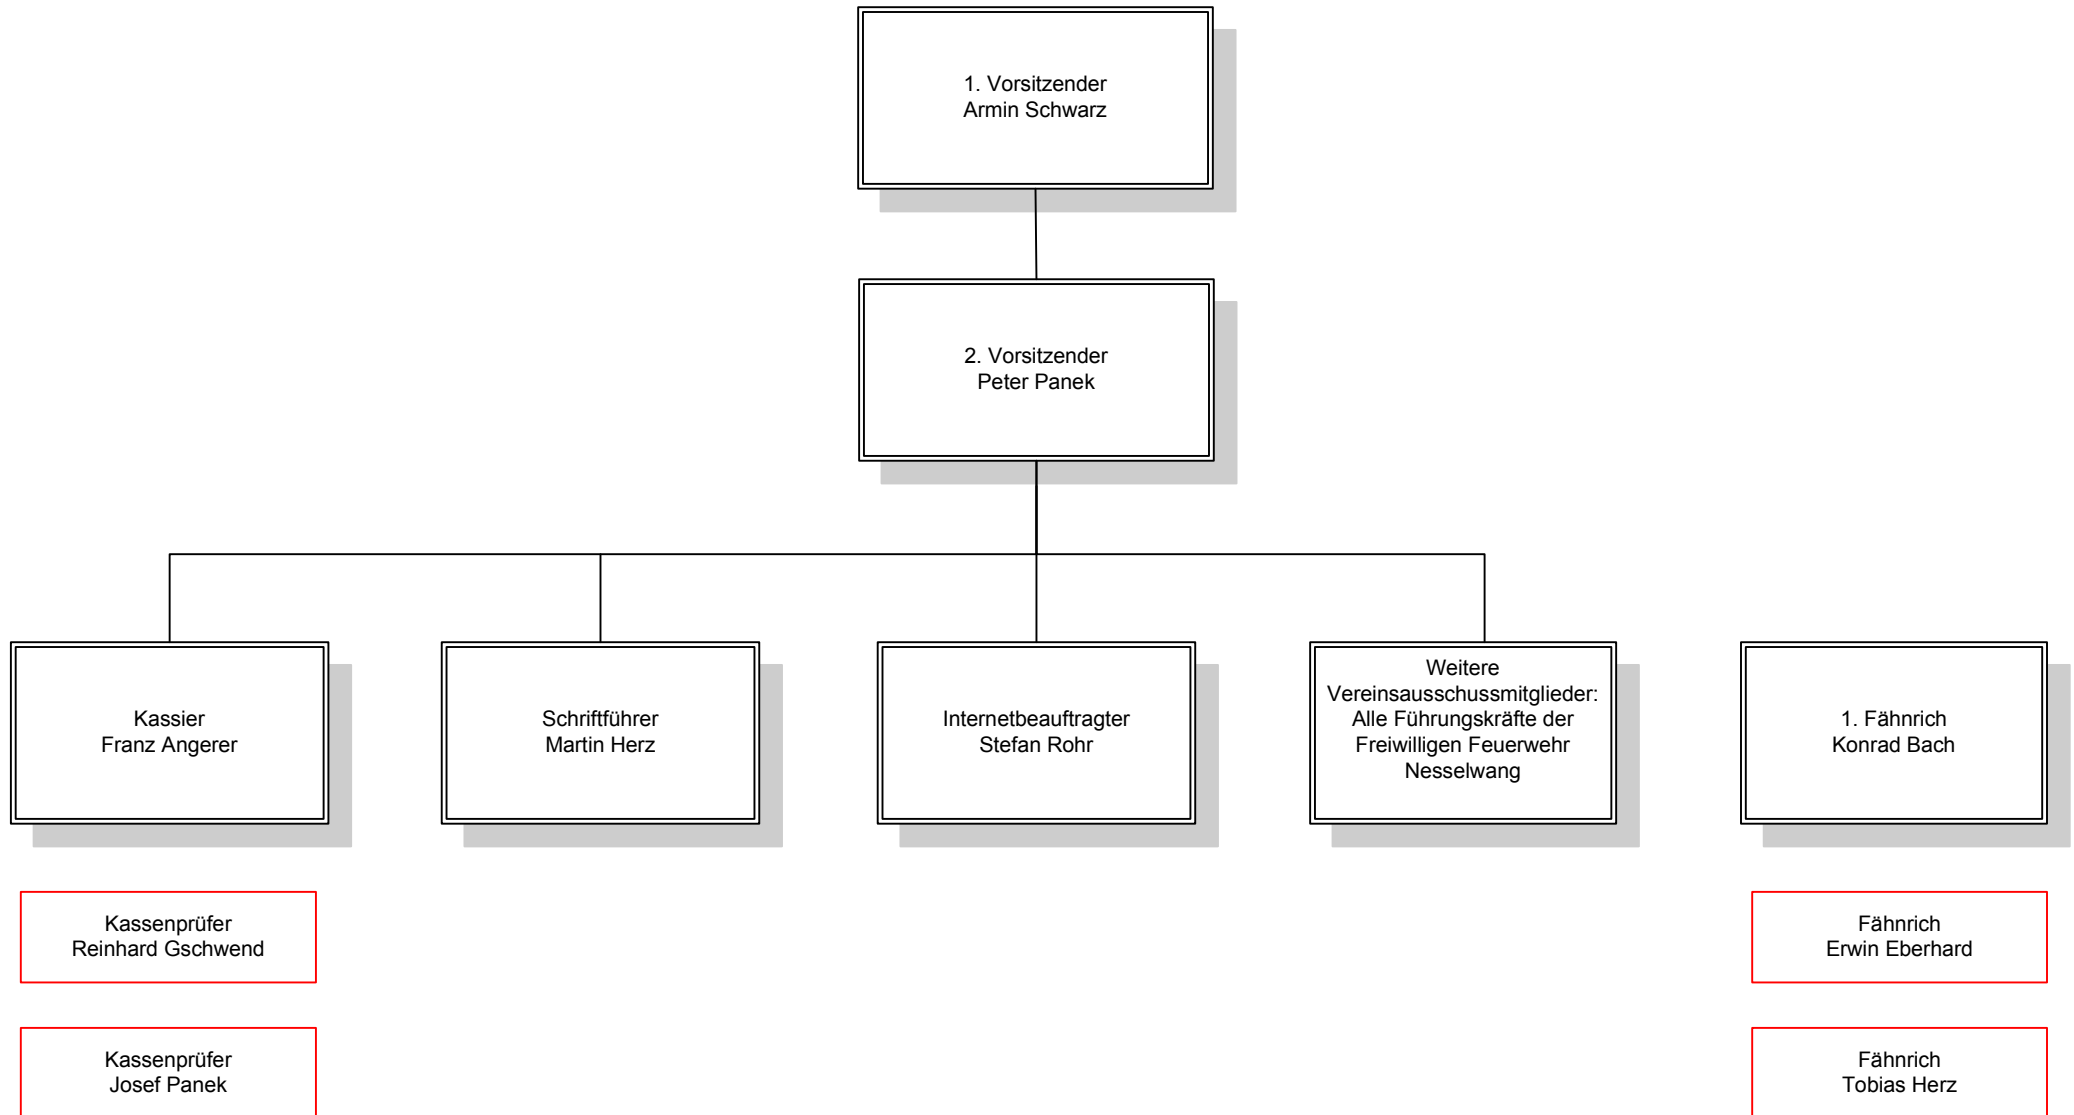 1. Vorsitzender
Armin Schwarz
2. Vorsitzender
Peter Panek
Kassier
Franz Angerer
Schriftführer
Martin Herz
Internetbeauftragter
Stefan Rohr
Weitere
Vereinsausschussmitglieder:
Alle Führungskräfte der
Freiwilligen Feuerwehr
Nesselwang
1. Fähnrich
Konrad Bach
Kassenprüfer
Reinhard Gschwend
Fähnrich
Erwin Eberhard
Kassenprüfer
Josef Panek
Fähnrich
Tobias Herz